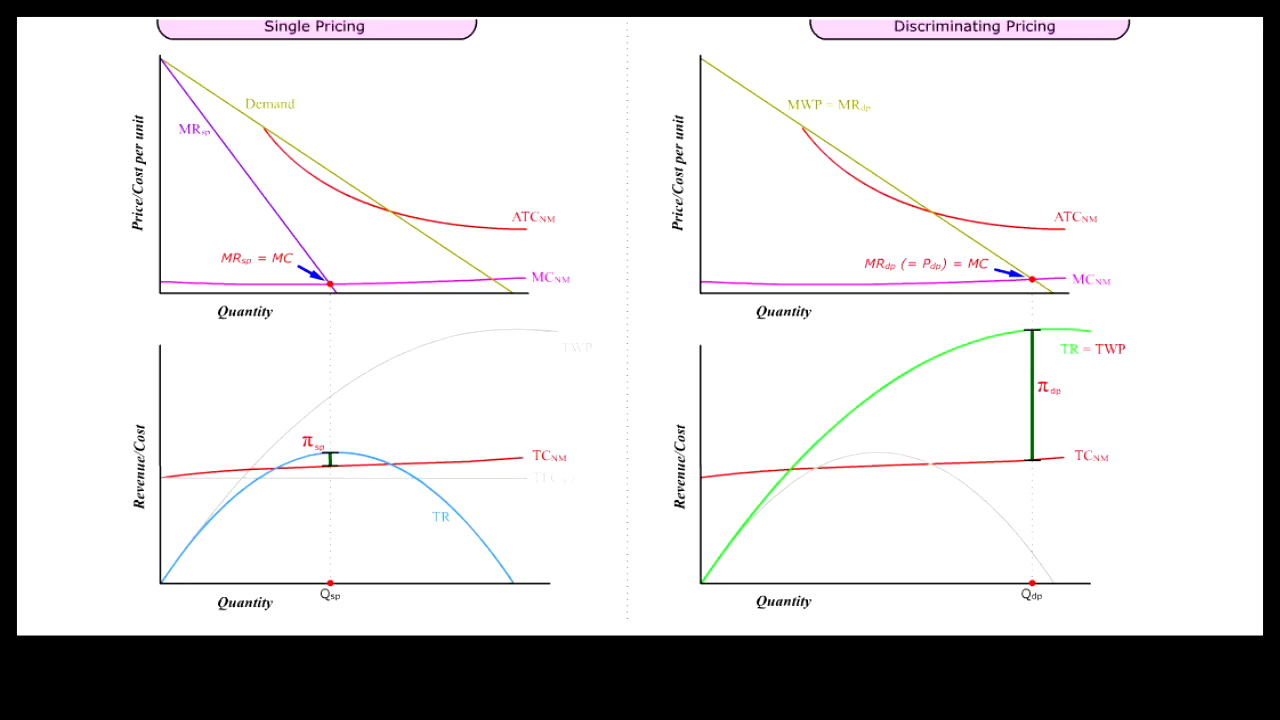 Single Pricing
Demand
MRsp
Price/Cost per unit
ATCNM
MRsp = MC
MCNM
Quantity
TWP
πsp
TCNM
Revenue/Cost
TR
Qsp
Quantity
Discriminating Pricing
MWP = MRdp
Price/Cost per unit
ATCNM
MRdp (= Pdp) = MC
MCNM
Quantity
TR = TWP
πdp
TCNM
Revenue/Cost
Qdp
Quantity